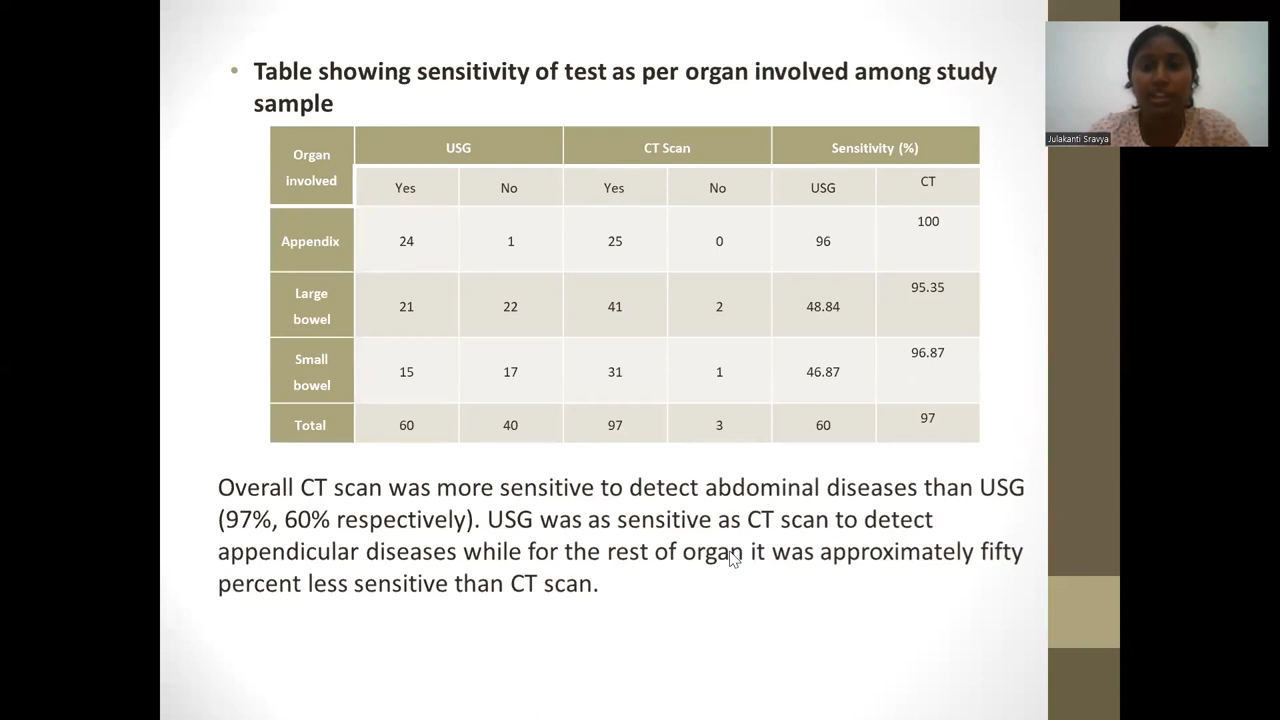 • Table showing sensitivity of test as per organ involved among study
sample
Organ involved USG CT Scan Sensitivity (%)
Yes No Yes No USG CT
Appendix 24 1 25 0 96 100
Large bowel 21 22 41 2 48.84 95.35
Small bowel 15 17 31 1 46.87 96.87
Total 60 40 97 3 60 97
Overall CT scan was more sensitive to detect abdominal diseases than USG
(97%, 60% respectively). USG was as sensitive as CT scan to detect
appendicular diseases while for the rest of organ it was approximately fifty
percent less sensitive than CT scan.
Julakanti Sravya